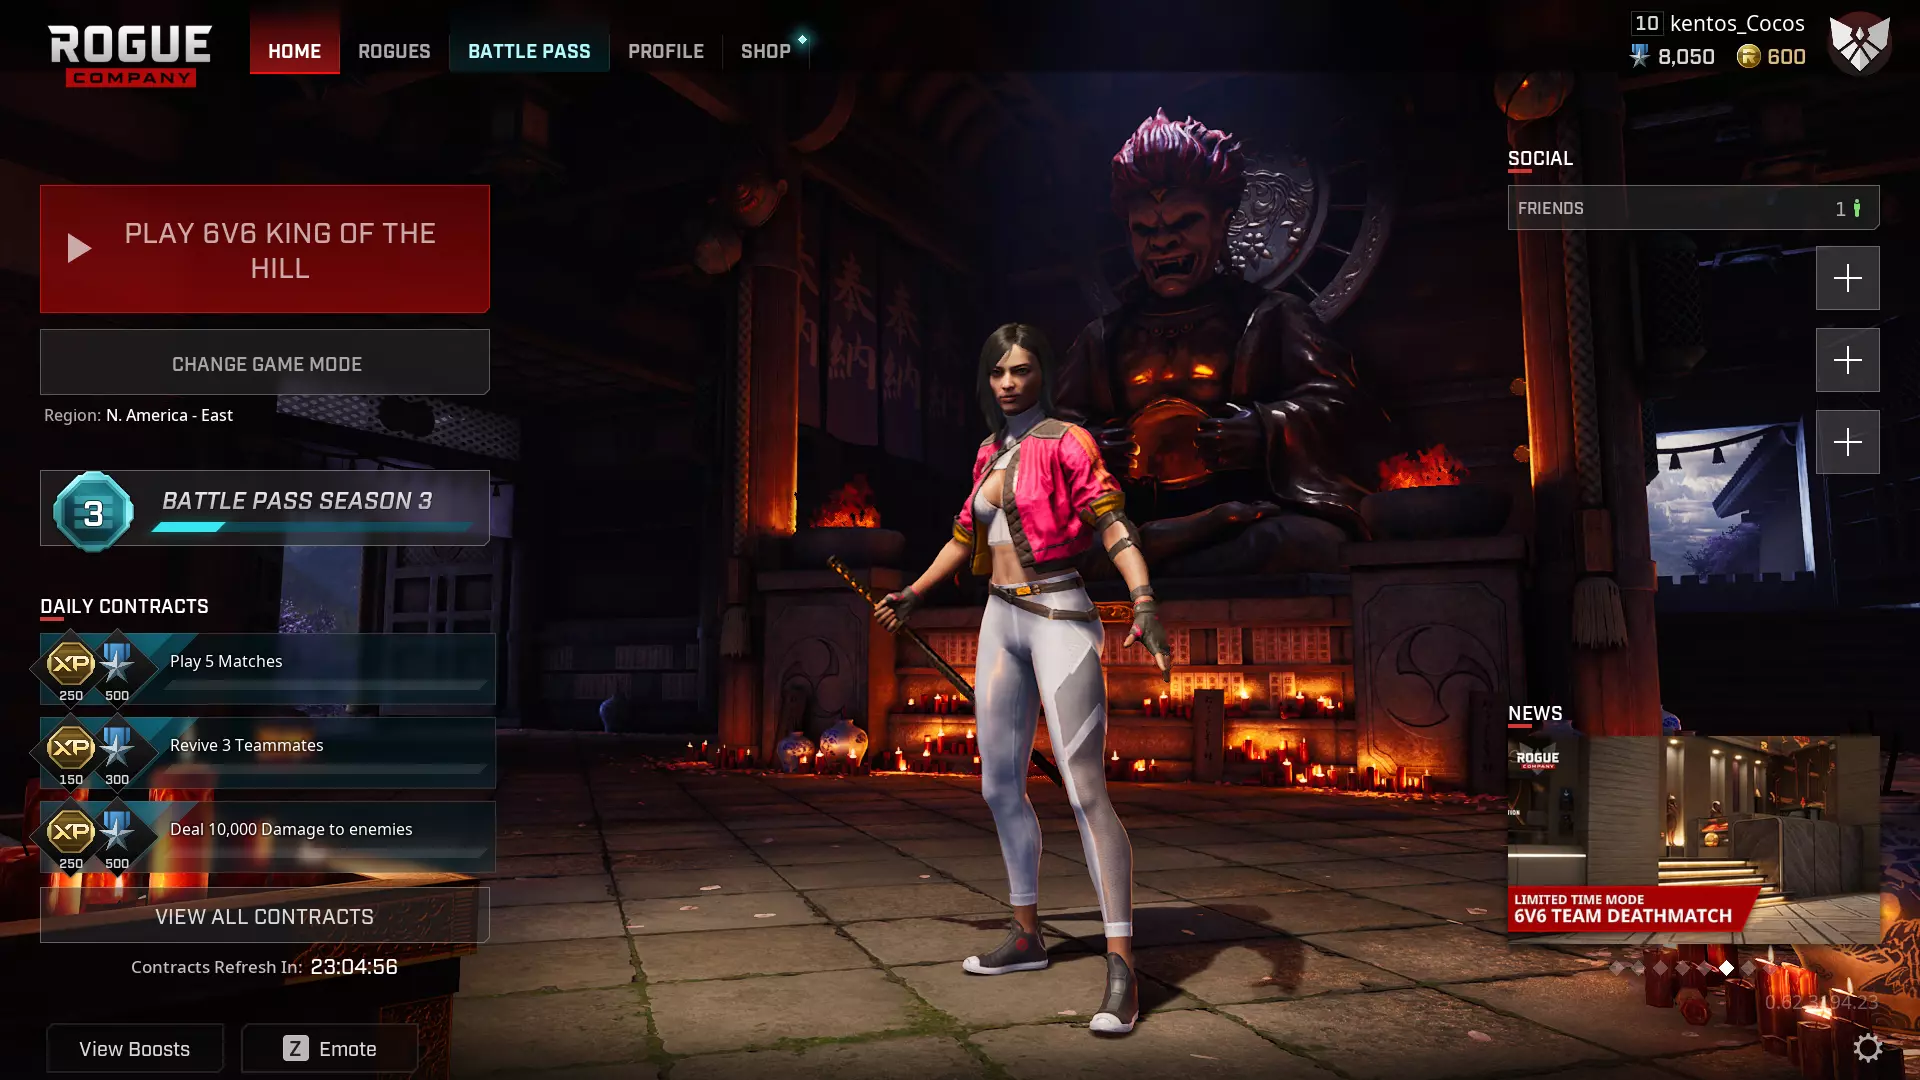 ROGUE
COMPANY
HOME
ROGUES
BATTLE PASS
PROFILE
SHOP
10 kentos_Cocos
8,050 600
PLAY 6V6 KING OF THE
HILL
CHANGE GAME MODE
Region: N. America - East
3
BATTLE PASS SEASON 3
DAILY CONTRACTS
XP
Play 5 Matches
250 500
XP
Revive 3 Teammates
150 300
XP
Deal 10,000 Damage to enemies
250 500
VIEW ALL CONTRACTS
Contracts Refresh In: 23:04:56
View Boosts
Z Emote
SOCIAL
FRIENDS 1
NEWS
ROGUE
COMPANY
LIMITED TIME MODE
6V6 TEAM DEATHMATCH